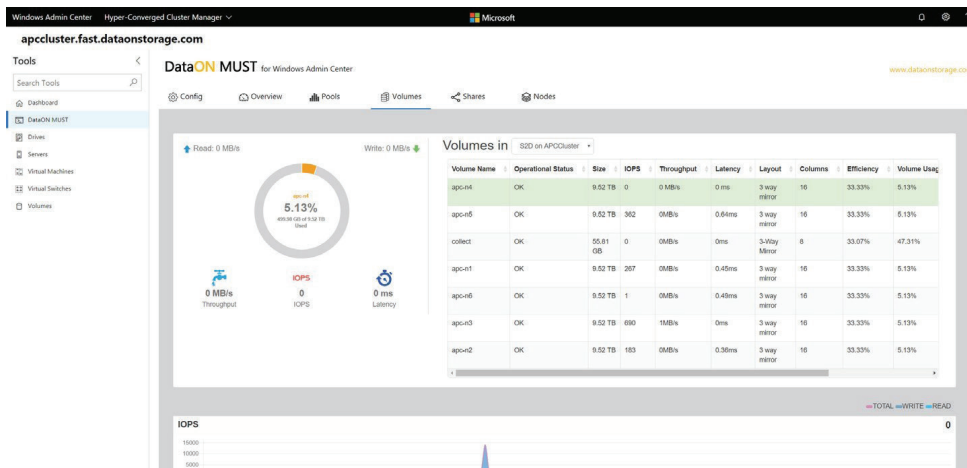 Windows Admin Center Hyper-Converged Cluster Manager Microsoft
apccluster.fast.dataonstorage.com
Tools
Search Tools
Dashboard
DataON MUST
Drives
Servers
Virtual Machines
Virtual Switches
Volumes
DataON MUST for Windows Admin Center
www.dataonstorage.co
Config Overview Pools Volumes Shares Nodes
Read: 0 MB/s Write: 0 MB/s
apc-n4
5.13%
499.98 GB of 9.52 TB
Used
0 MB/s
Throughput
IOPS
0
IOPS
0 ms
Latency
Volumes in S2D on APCCluster
Volume Name Operational Status Size IOPS Throughput Latency Layout Columns Efficiency Volume Usag
apc-n4 OK 9.52 TB 0 0 MB/s 0 ms 3 way mirror 16 33.33% 5.13%
apc-n5 OK 9.52 TB 362 0MB/s 0.64ms 3 way mirror 16 33.33% 5.13%
collect OK 55.81 GB 0 0MB/s 0ms 3-Way Mirror 8 33.07% 47.31%
apc-n1 OK 9.52 TB 267 0MB/s 0.45ms 3 way mirror 16 33.33% 5.13%
apc-n6 OK 9.52 TB 1 0MB/s 0.49ms 3 way mirror 16 33.33% 5.13%
apc-n3 OK 9.52 TB 690 1MB/s 0ms 3 way mirror 16 33.33% 5.13%
apc-n2 OK 9.52 TB 183 0MB/s 0.36ms 3 way mirror 16 33.33% 5.13%
TOTAL WRITE READ
IOPS 0
15000
10000
5000